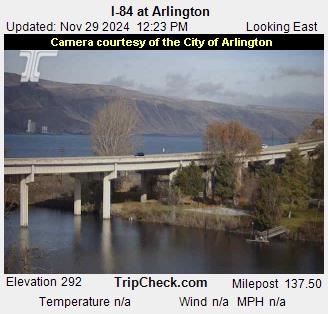 I-84 at Arlington
Updated: Nov 29 2024 12:23 PM Looking East
Camera courtesy of the City of Arlington
Elevation 292 TripCheck.com Milepost 137.50
Temperature n/a Wind n/a MPH n/a